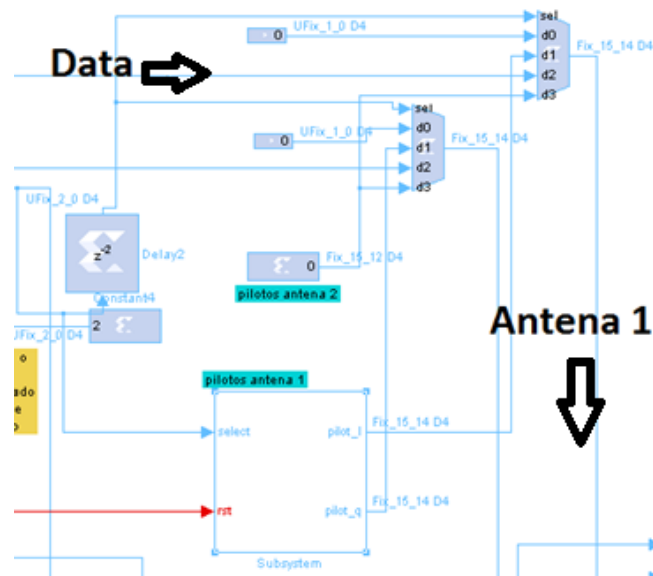 UFix_1_0 D4
0
sel
d0
d1
d2
d3
Fix_15_14 D4
Data
UFix_1_0 D4
0
sel
d0
d1
d2
d3
Fix_15_14 D4
UFix_2_0 D4
z-2
Delay2
0
Fix_15_12 D4
pilotos antena 2
Constant4
2
UFix_2_0 D4
Antena 1
o
ado
e
pilotos antena 1
select
pilot_I
Fix_15_14 D4
rst
pilot_q
Fix_15_14 D4
Subsystem